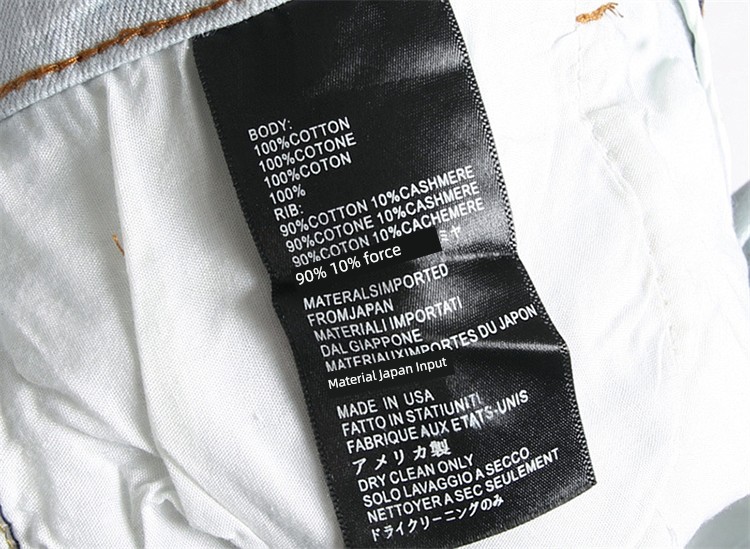 BODY:
100%COTTON
100%COTONE
100%COTON
100%
RIB:
90%COTTON 10%CASHMERE
90%COTONE 10%CASHMERE
90%COTON 10%CACHEMERE
ミヤ
90% 10% force
MATERALSIMPORTED
FROMJAPAN
MATERIALI IMPORTATI
DAL GIAPPONE
MATERIAUXIMPORTES DU JAPON
Material Japan Input
MADE IN USA
FATTO IN STATIUNITI
FABRIQUE AUX ETATS-UNIS
アメリカ製
DRY CLEAN ONLY
SOLO LAVAGGIO A SECCO
NETTOYER A SEC SEULEMENT
ドライクリーニングのみ